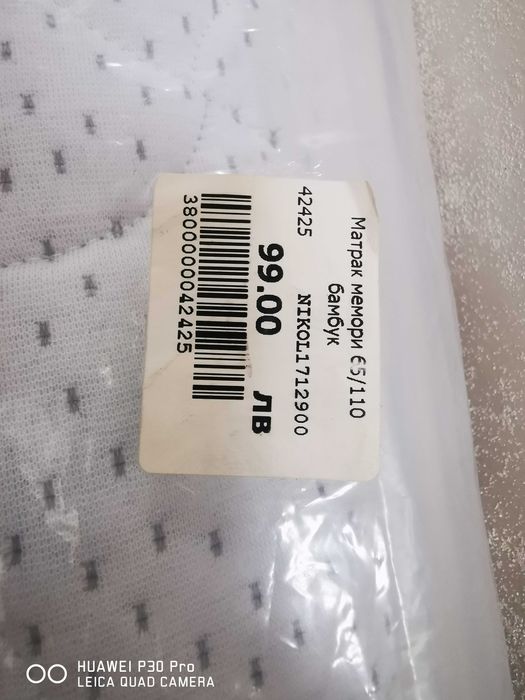 Матрак мемори 65/110
бамбук
42425 NIKOL1712900
99.00 лв
3800000042425
HUAWEI P30 Pro
LEICA QUAD CAMERA